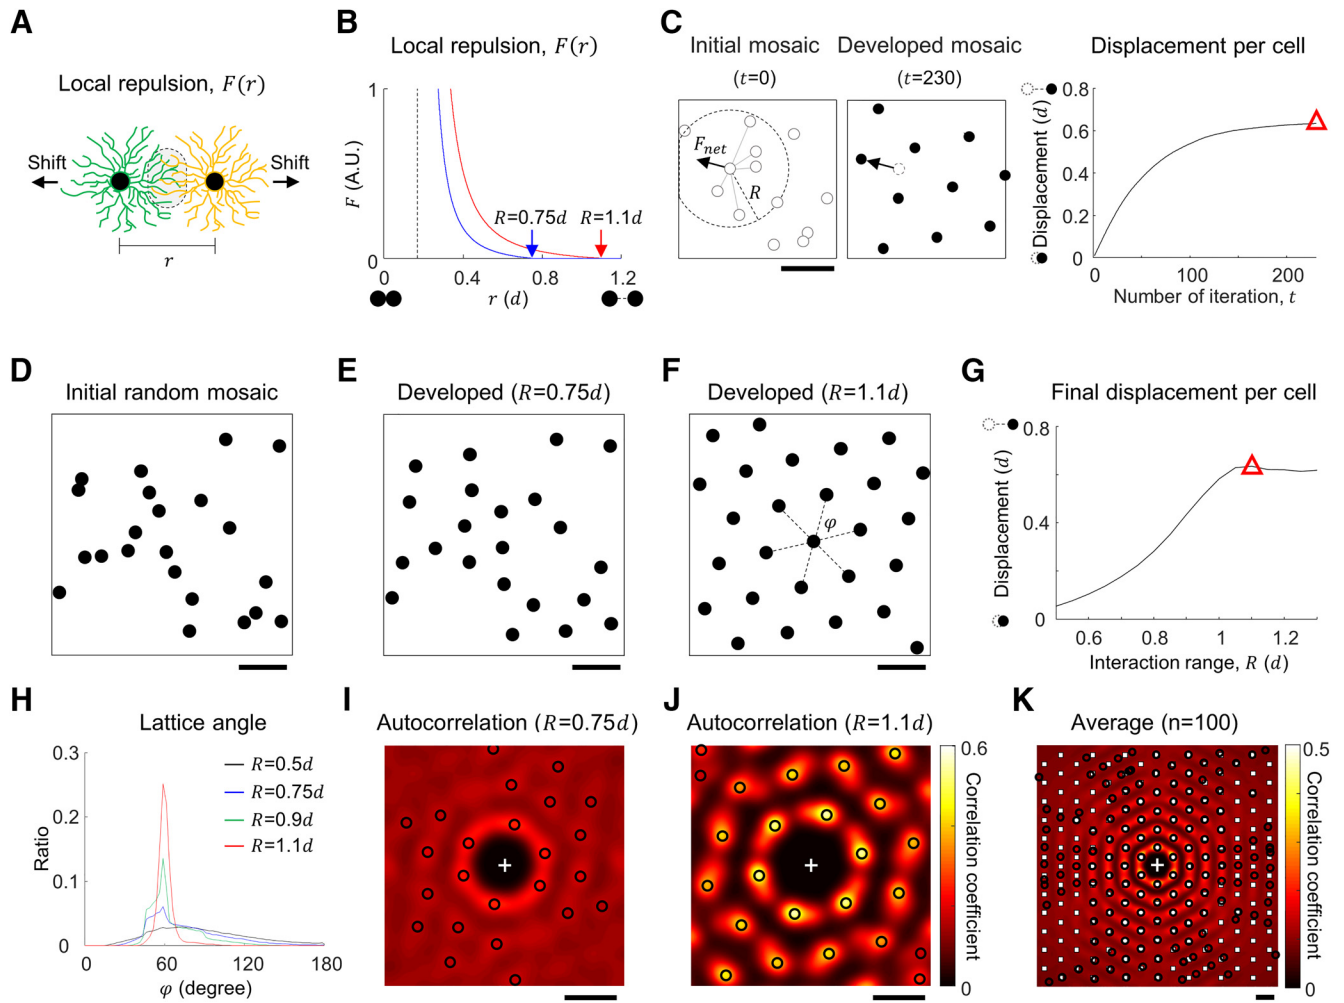 A
Local repulsion, F(r)
Shift
Shift
r
B
Local repulsion, F(r)
F (A.U.)
1
0
R=0.75d
R=1.1d
0.4
0.8
1.2
r (d)
C
Initial mosaic
(t=0)
Developed mosaic
(t=230)
F_net
R
Displacement per cell
Displacement (d)
0.8
0.6
0.4
0.2
0
0
100
200
Number of iteration, t
D
Initial random mosaic
E
Developed (R=0.75d)
F
Developed (R=1.1d)
φ
G
Final displacement per cell
Displacement (d)
0.8
0.4
0
0.6
0.8
1
1.2
Interaction range, R (d)
H
Lattice angle
Ratio
0.3
0.2
0.1
0
R=0.5d
R=0.75d
R=0.9d
R=1.1d
0
60
120
180
φ (degree)
I
Autocorrelation (R=0.75d)
J
Autocorrelation (R=1.1d)
0.6
Correlation coefficient
0
K
Average (n=100)
0.5
Correlation coefficient
0